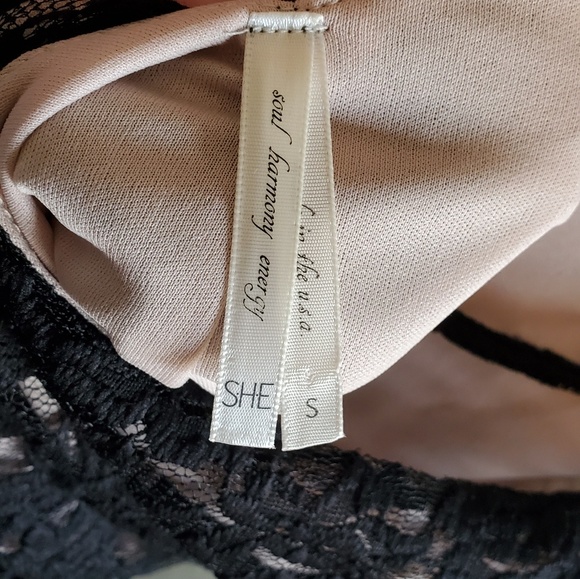 soul harmony energy
SHE
in the u.s.a.
S